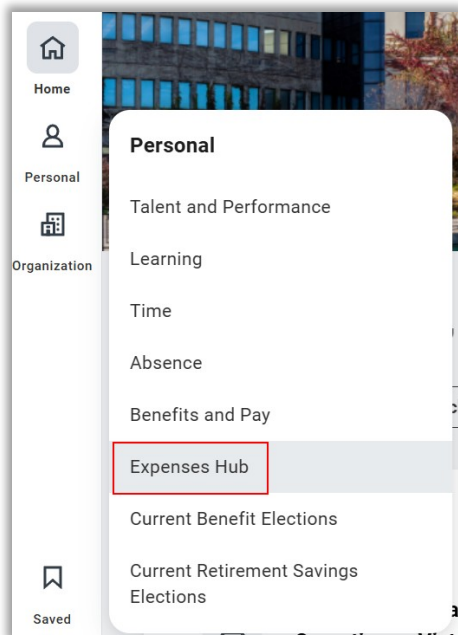 Home
Personal
Organization
Saved
Personal
Talent and Performance
Learning
Time
Absence
Benefits and Pay
Expenses Hub
Current Benefit Elections
Current Retirement Savings
Elections